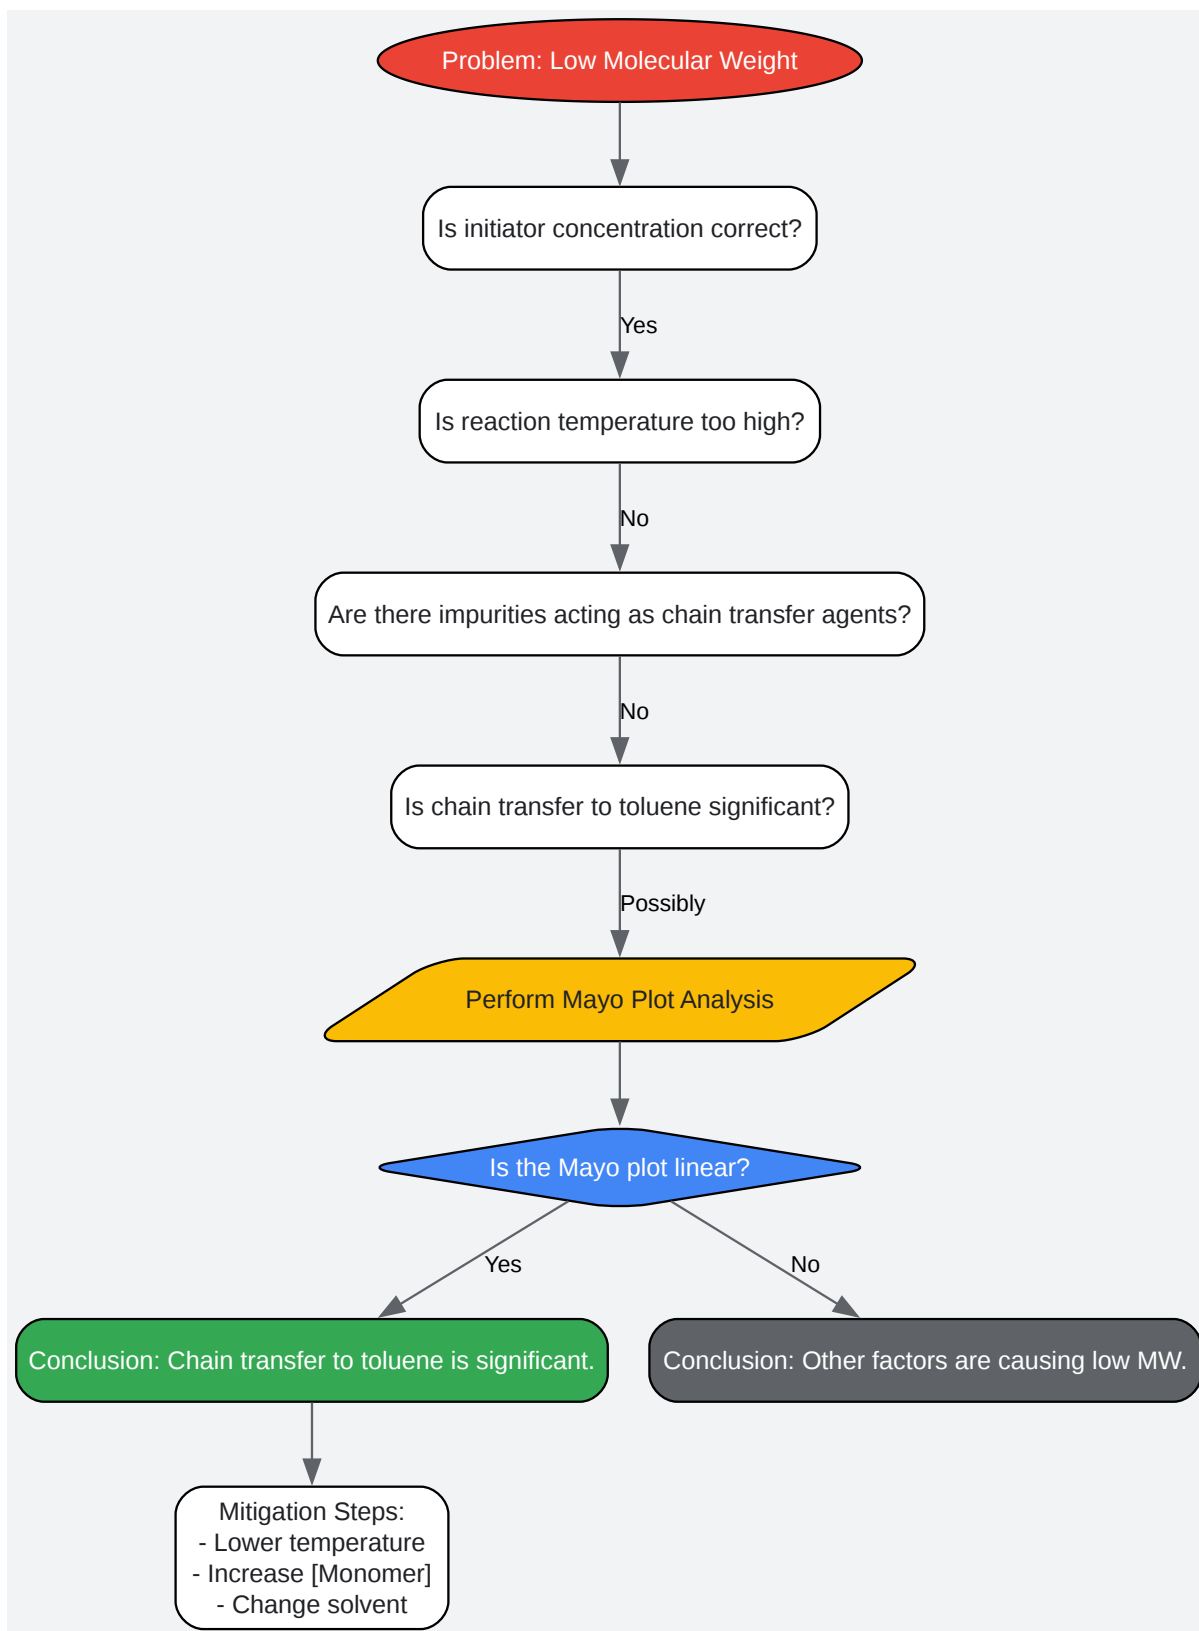 Problem: Low Molecular Weight
Is initiator concentration correct?
Yes
Is reaction temperature too high?
No
Are there impurities acting as chain transfer agents?
No
Is chain transfer to toluene significant?
Possibly
Perform Mayo Plot Analysis
Is the Mayo plot linear?
Yes
No
Conclusion: Chain transfer to toluene is significant.
Conclusion: Other factors are causing low MW.
Mitigation Steps:
- Lower temperature
- Increase [Monomer]
- Change solvent